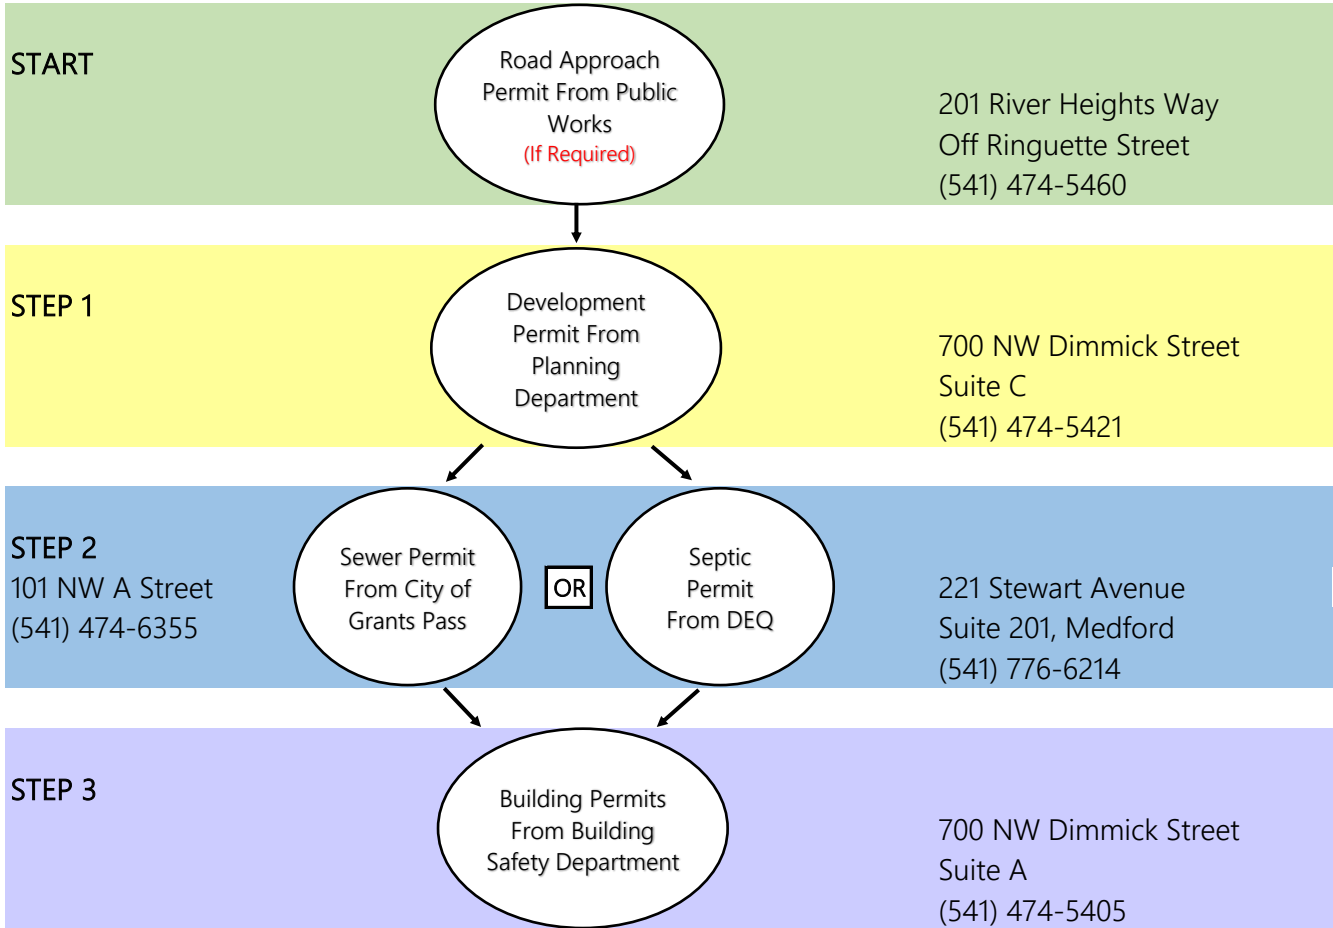 START
Road Approach
Permit From Public
Works
(If Required)
201 River Heights Way
Off Ringuette Street
(541) 474-5460
STEP 1
Development
Permit From
Planning
Department
700 NW Dimmick Street
Suite C
(541) 474-5421
STEP 2
101 NW A Street
(541) 474-6355
Sewer Permit
From City of
Grants Pass
OR
Septic
Permit
From DEQ
221 Stewart Avenue
Suite 201, Medford
(541) 776-6214
STEP 3
Building Permits
From Building
Safety Department
700 NW Dimmick Street
Suite A
(541) 474-5405